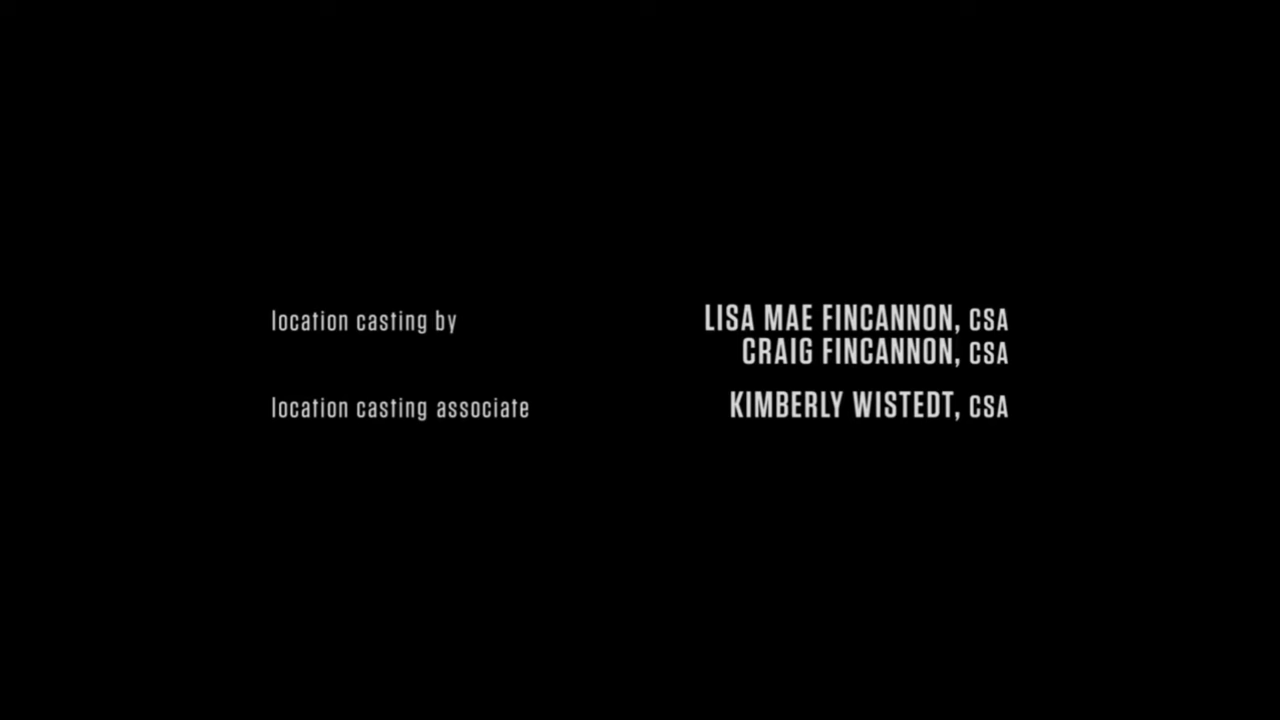 location casting by LISA MAE FINCANNON, CSA
CRAIG FINCANNON, CSA
location casting associate KIMBERLY WISTEDT, CSA